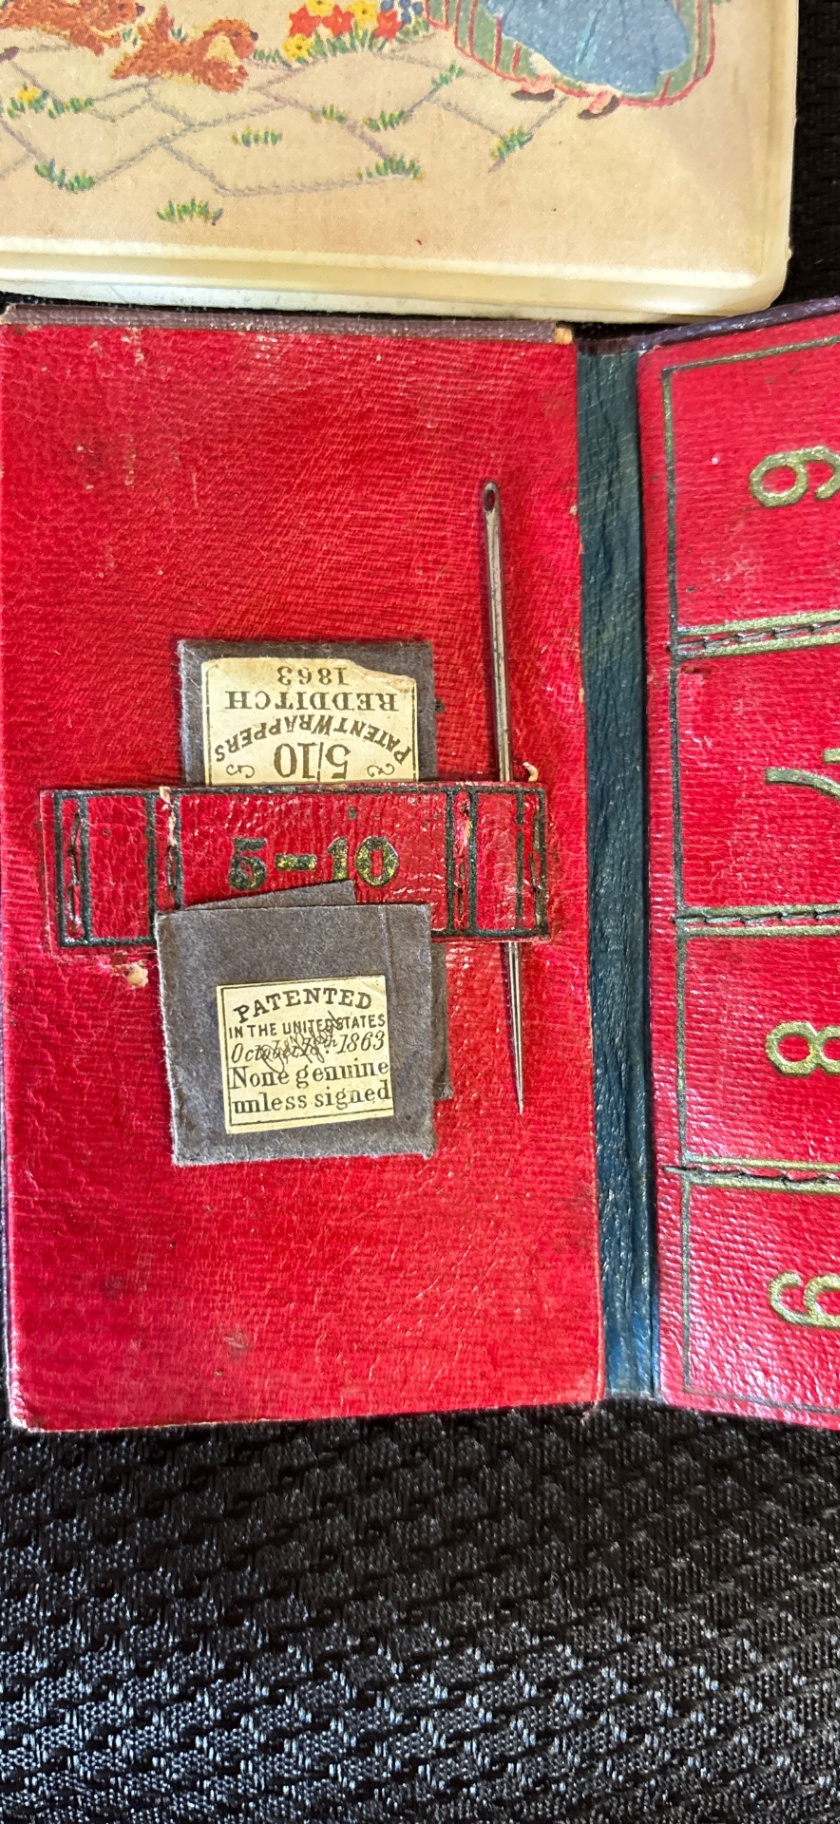 5|10
PATENT WRAPPERS
REDDITCH
1863
5-10
PATENTED
IN THE UNITED STATES
October 1863
None genuine
unless signed
6
7
8
9